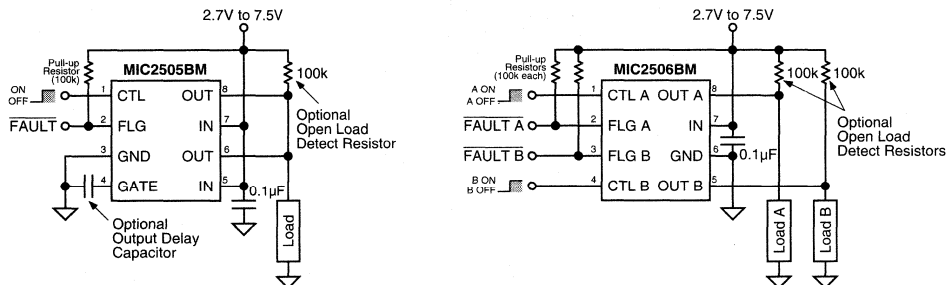 2.7V to 7.5V
Pull-up
Resistor
(100k)
MIC2505BM
100k
ON
OFF
1 CTL OUT 8
FAULT
2 FLG IN 7
3 GND OUT 6
4 GATE IN 5
Optional
Open Load
Detect Resistor
0.1µF
Optional
Output Delay
Capacitor
Load
2.7V to 7.5V
Pull-up
Resistors
(100k each)
MIC2506BM
100k
100k
A ON
A OFF
1 CTL A OUT A 8
FAULT A
2 FLG A IN 7
FAULT B
3 FLG B GND 6
B ON
B OFF
4 CTL B OUT B 5
0.1µF
Optional
Open Load
Detect Resistors
Load A
Load B